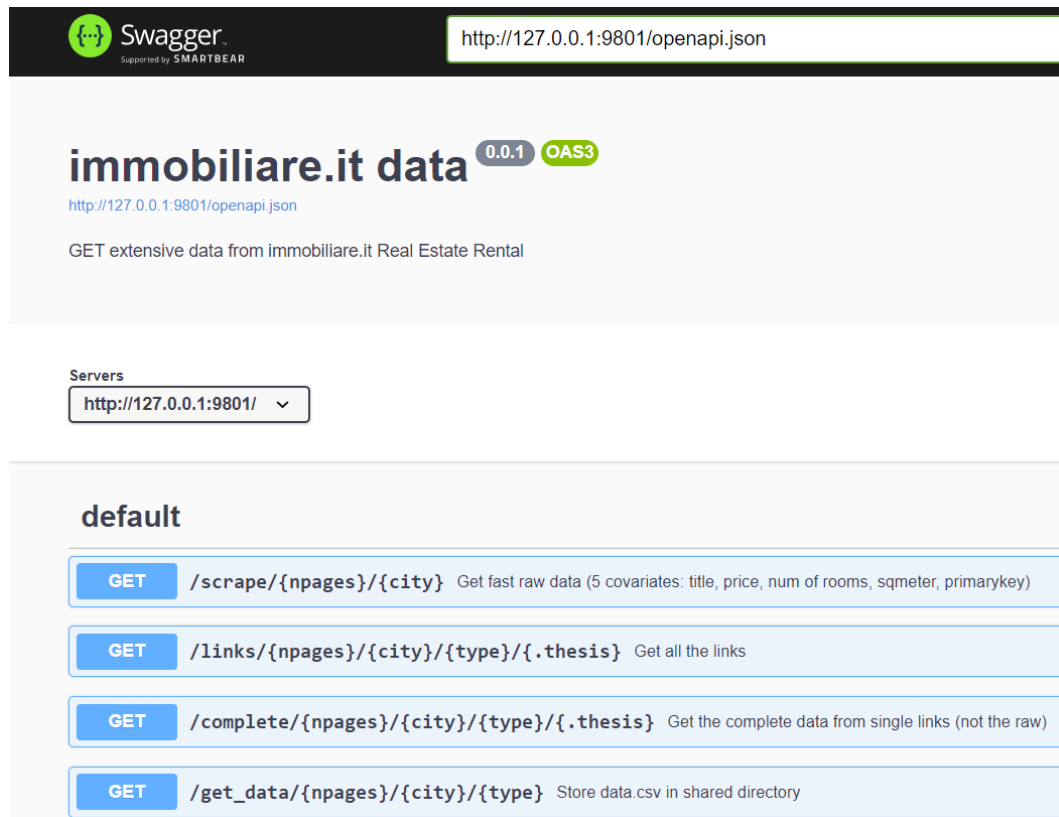 {···} Swagger.
Supported by SMARTBEAR
http://127.0.0.1:9801/openapi.json
immobiliare.it data 0.0.1 OAS3
http://127.0.0.1:9801/openapi.json
GET extensive data from immobiliare.it Real Estate Rental
Servers
http://127.0.0.1:9801/
default
GET /scrape/{npages}/{city} Get fast raw data (5 covariates: title, price, num of rooms, sqmeter, primarykey)
GET /links/{npages}/{city}/{type}/{.thesis} Get all the links
GET /complete/{npages}/{city}/{type}/{.thesis} Get the complete data from single links (not the raw)
GET /get_data/{npages}/{city}/{type} Store data.csv in shared directory